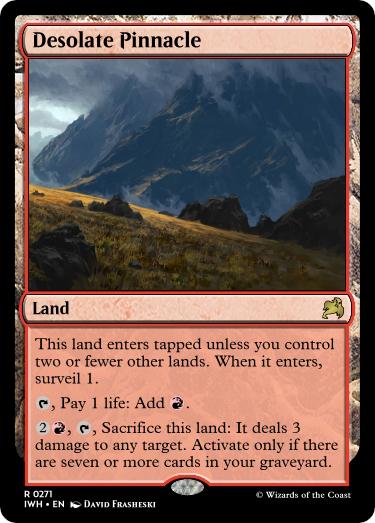 Desolate Pinnacle
Land
This land enters tapped unless you control
two or fewer other lands. When it enters,
surveil 1.
, Pay 1 life: Add .
2 , , Sacrifice this land: It deals 3
damage to any target. Activate only if there
are seven or more cards in your graveyard.
R 0271
IWH • EN David Frasheski
© Wizards of the Coast